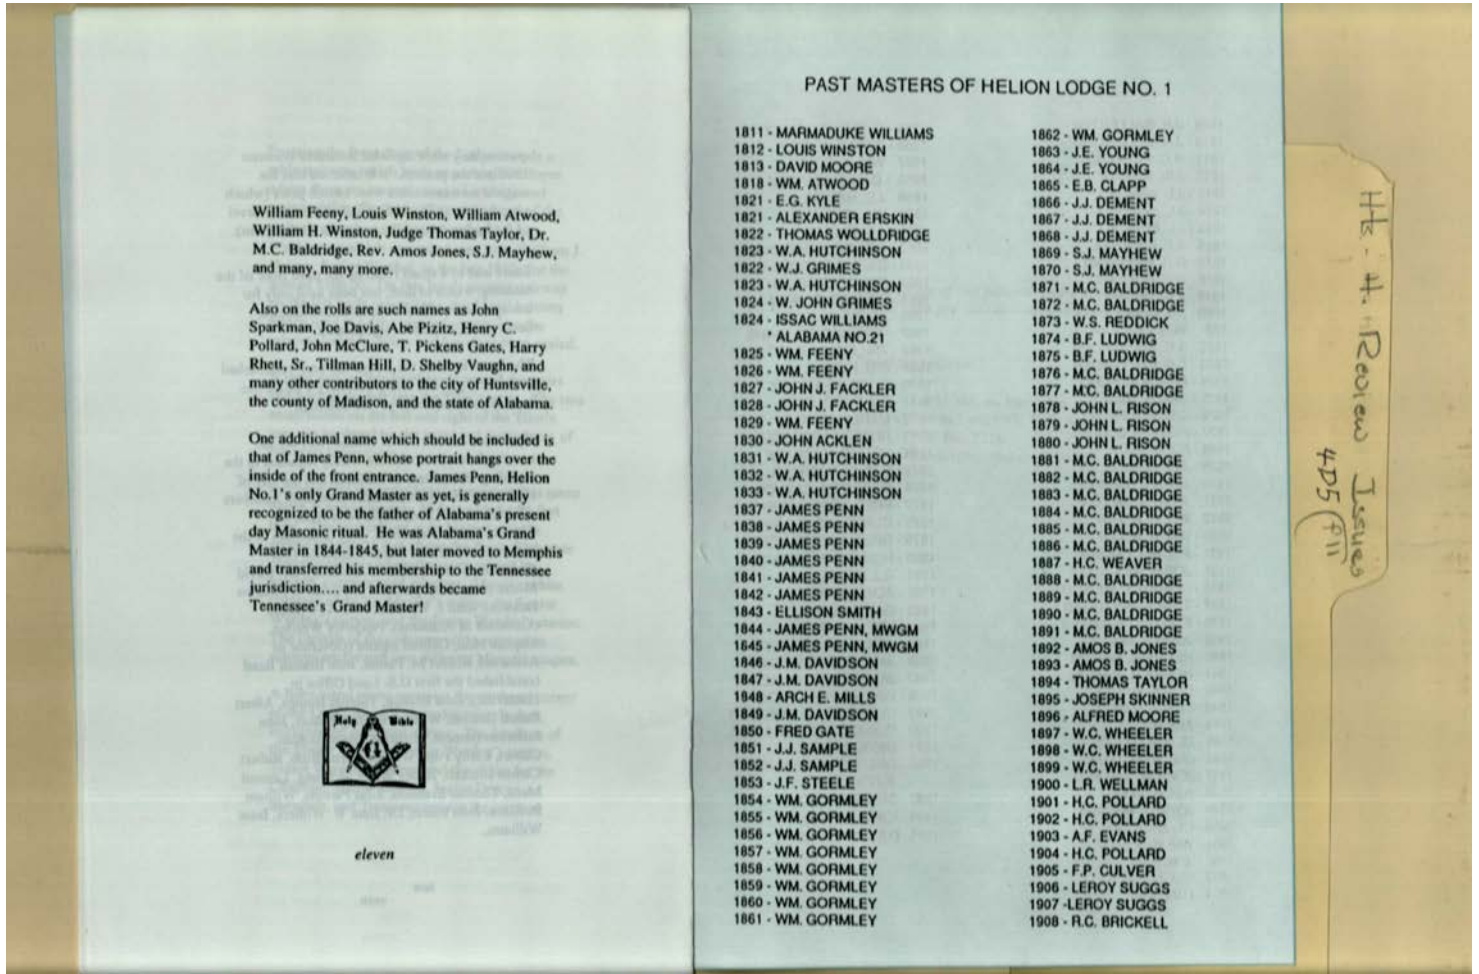 William Feeny, Louis Winston, William Atwood,
William H. Winston, Judge Thomas Taylor, Dr.
M.C. Baldridge, Rev. Amos Jones, S.J. Mayhew,
and many, many more.
Also on the rolls are such names as John
Sparkman, Joe Davis, Abe Pizitz, Henry C.
Pollard, John McClure, T. Pickens Gates, Harry
Rhett, Sr., Tillman Hill, D. Shelby Vaughn, and
many other contributors to the city of Huntsville,
the county of Madison, and the state of Alabama.
One additional name which should be included is
that of James Penn, whose portrait hangs over the
inside of the front entrance. James Penn, Helion
No.1's only Grand Master as yet, is generally
recognized to be the father of Alabama's present
day Masonic ritual. He was Alabama's Grand
Master in 1844-1845, but later moved to Memphis
and transferred his membership to the Tennessee
jurisdiction.... and afterwards became
Tennessee's Grand Master!
Holy Bible
G
eleven
PAST MASTERS OF HELION LODGE NO. 1
1811 - MARMADUKE WILLIAMS
1812 - LOUIS WINSTON
1813 - DAVID MOORE
1818 - WM. ATWOOD
1821 - E.G. KYLE
1821 - ALEXANDER ERSKIN
1822 - THOMAS WOLLDRIDGE
1823 - W.A. HUTCHINSON
1822 - W.J. GRIMES
1823 - W.A. HUTCHINSON
1824 - W. JOHN GRIMES
1824 - ISSAC WILLIAMS
* ALABAMA NO.21
1825 - WM. FEENY
1826 - WM. FEENY
1827 - JOHN J. FACKLER
1828 - JOHN J. FACKLER
1829 - WM. FEENY
1830 - JOHN ACKLEN
1831 - W.A. HUTCHINSON
1832 - W.A. HUTCHINSON
1833 - W.A. HUTCHINSON
1837 - JAMES PENN
1838 - JAMES PENN
1839 - JAMES PENN
1840 - JAMES PENN
1841 - JAMES PENN
1842 - JAMES PENN
1843 - ELLISON SMITH
1844 - JAMES PENN, MWGM
1645 - JAMES PENN, MWGM
1846 - J.M. DAVIDSON
1847 - J.M. DAVIDSON
1948 - ARCH E. MILLS
1849 - J.M. DAVIDSON
1850 - FRED GATE
1851 - J.J. SAMPLE
1852 - J.J. SAMPLE
1853 - J.F. STEELE
1854 - WM. GORMLEY
1855 - WM. GORMLEY
1856 - WM. GORMLEY
1857 - WM. GORMLEY
1858 - WM. GORMLEY
1859 - WM. GORMLEY
1860 - WM. GORMLEY
1861 - WM. GORMLEY
1862 - WM. GORMLEY
1863 - J.E. YOUNG
1864 - J.E. YOUNG
1865 - E.B. CLAPP
1866 - J.J. DEMENT
1867 - J.J. DEMENT
1868 - J.J. DEMENT
1869 - S.J. MAYHEW
1870 - S.J. MAYHEW
1871 - M.C. BALDRIDGE
1872 - M.C. BALDRIDGE
1873 - W.S. REDDICK
1874 - B.F. LUDWIG
1875 - B.F. LUDWIG
1876 - M.C. BALDRIDGE
1877 - M.C. BALDRIDGE
1878 - JOHN L. RISON
1879 - JOHN L. RISON
1880 - JOHN L. RISON
1881 - M.C. BALDRIDGE
1882 - M.C. BALDRIDGE
1883 - M.C. BALDRIDGE
1884 - M.C. BALDRIDGE
1885 - M.C. BALDRIDGE
1886 - M.C. BALDRIDGE
1887 - H.C. WEAVER
1888 - M.C. BALDRIDGE
1889 - M.C. BALDRIDGE
1890 - M.C. BALDRIDGE
1891 - M.C. BALDRIDGE
1892 - AMOS B. JONES
1893 - AMOS B. JONES
1894 - THOMAS TAYLOR
1895 - JOSEPH SKINNER
1896 - ALFRED MOORE
1897 - W.C. WHEELER
1898 - W.C. WHEELER
1899 - W.C. WHEELER
1900 - L.R. WELLMAN
1901 - H.C. POLLARD
1902 - H.C. POLLARD
1903 - A.F. EVANS
1904 - H.C. POLLARD
1905 - F.P. CULVER
1906 - LEROY SUGGS
1907 -LEROY SUGGS
1908 - R.C. BRICKELL
H. Review Issues